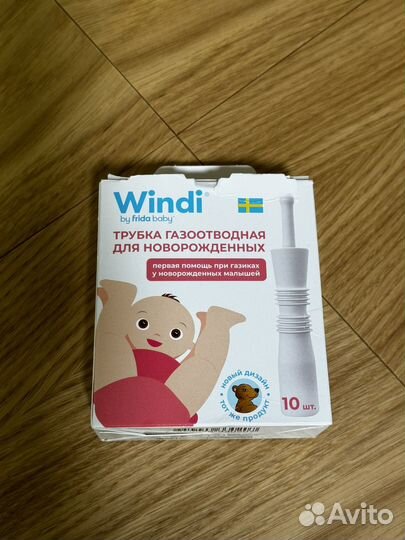 Windi®
by frida baby®
ТРУБКА ГАЗООТВОДНАЯ
ДЛЯ НОВОРОЖДЕННЫХ
первая помощь при газиках
у новорожденных малышей
новый дизайн
тот же продукт
10 шт.
Avito